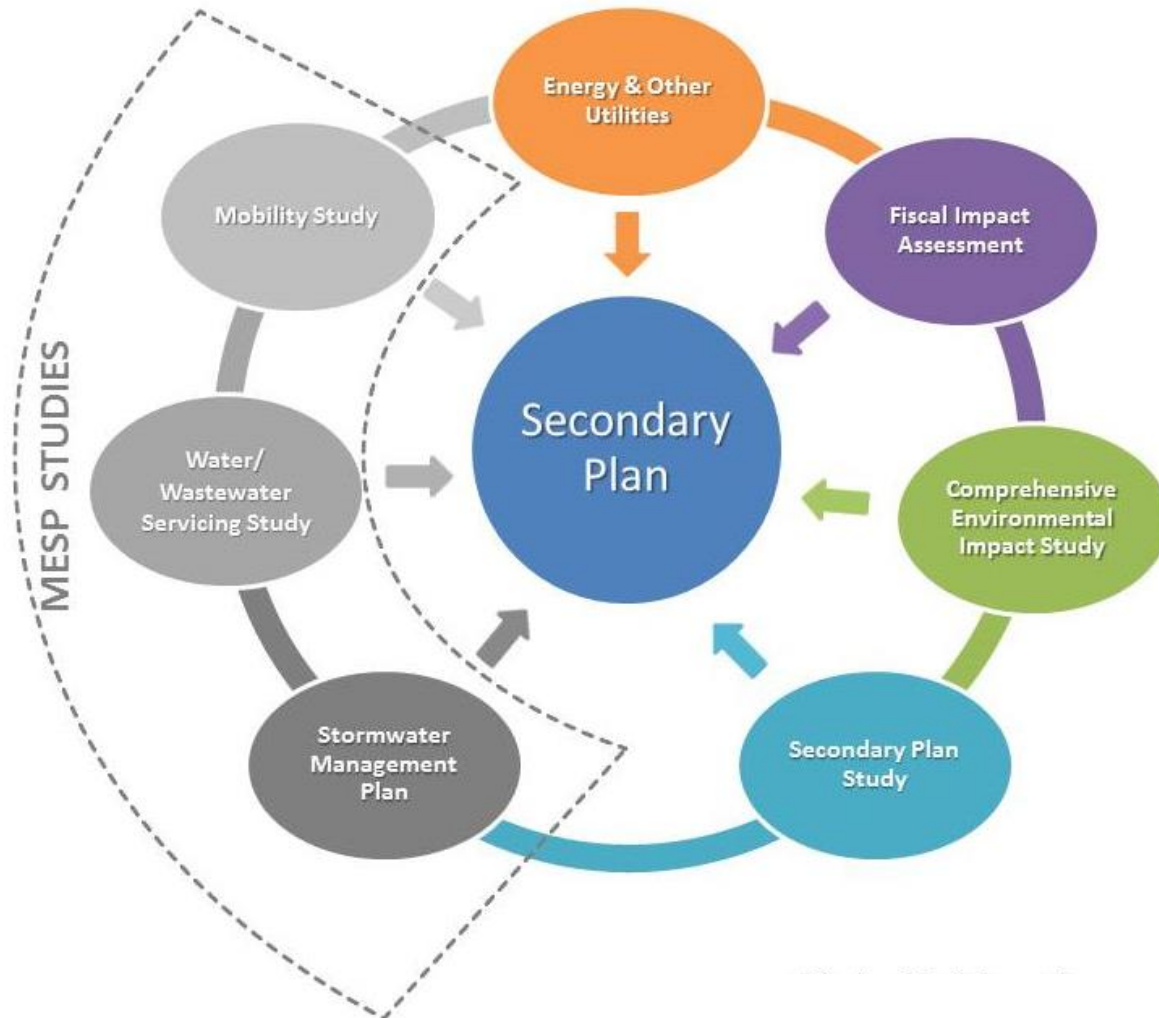 Energy & Other
Utilities
Mobility Study
Fiscal Impact
Assessment
MESP STUDIES
Secondary
Plan
Water/
Wastewater
Servicing Study
Comprehensive
Environmental
Impact Study
Stormwater
Management
Plan
Secondary Plan
Study